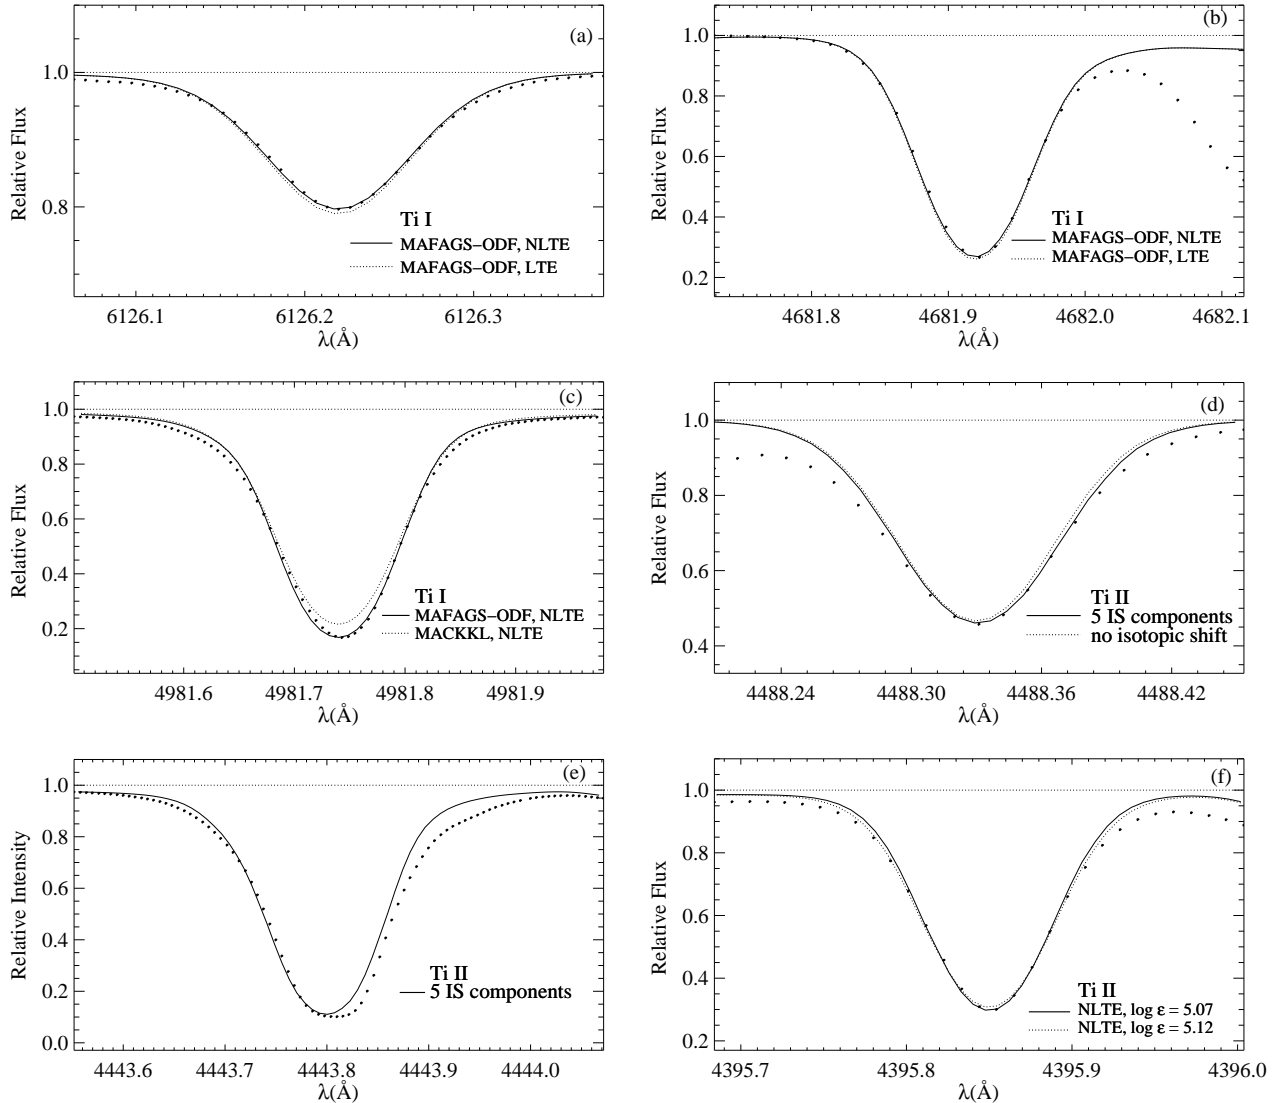 (a)
1.0
0.8
Relative Flux
Ti I
MAFAGS−ODF, NLTE
MAFAGS−ODF, LTE
6126.1 6126.2 6126.3
λ(Å)
(b)
1.0
0.8
0.6
0.4
0.2
Relative Flux
Ti I
MAFAGS−ODF, NLTE
MAFAGS−ODF, LTE
4681.8 4681.9 4682.0 4682.1
λ(Å)
(c)
1.0
0.8
0.6
0.4
0.2
Relative Flux
Ti I
MAFAGS−ODF, NLTE
MACKKL, NLTE
4981.6 4981.7 4981.8 4981.9
λ(Å)
(d)
1.0
0.8
0.6
0.4
Relative Flux
Ti II
5 IS components
no isotopic shift
4488.24 4488.30 4488.36 4488.42
λ(Å)
(e)
1.0
0.8
0.6
0.4
0.2
0.0
Relative Intensity
Ti II
5 IS components
4443.6 4443.7 4443.8 4443.9 4444.0
λ(Å)
(f)
1.0
0.8
0.6
0.4
0.2
Relative Flux
Ti II
NLTE, log ε = 5.07
NLTE, log ε = 5.12
4395.7 4395.8 4395.9 4396.0
λ(Å)